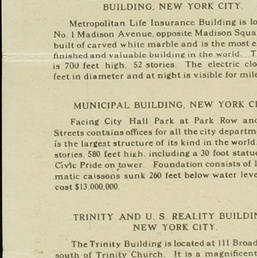 BUILDING, NEW YORK CITY.
Metropolitan Life Insurance Building is lo
No. 1 Madison Avenue, opposite Madison Squa
built of carved white marble and is the most e
finished and valuable building in the world. T
is 700 feet high, 52 stories. The electric clo
feet in diameter and at night is visible for mile
MUNICIPAL BUILDING, NEW YORK CI
Facing City Hall Park at Park Row and
Streets contains offices for all the city departme
is the largest structure of its kind in the world.
stories, 580 feet high, including a 30 foot statue
Civic Pride on tower. Foundation consists of l
matic caissons sunk 260 feet below water leve
cost $13,000,000.
TRINITY AND U. S. REALITY BUILDIN
NEW YORK CITY.
The Trinity Building is located at 111 Broad
south of Trinity Church. It is a magnificent